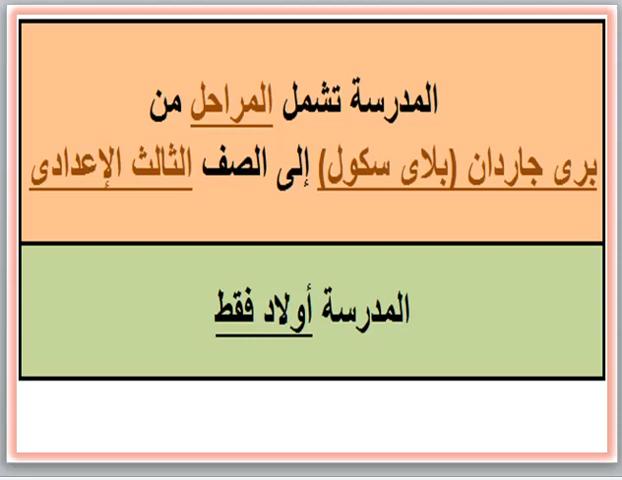 المدرسة تشمل المراحل من
برى جاردان (بلاى سكول) إلى الصف الثالث الإعدادى
المدرسة أولاد فقط